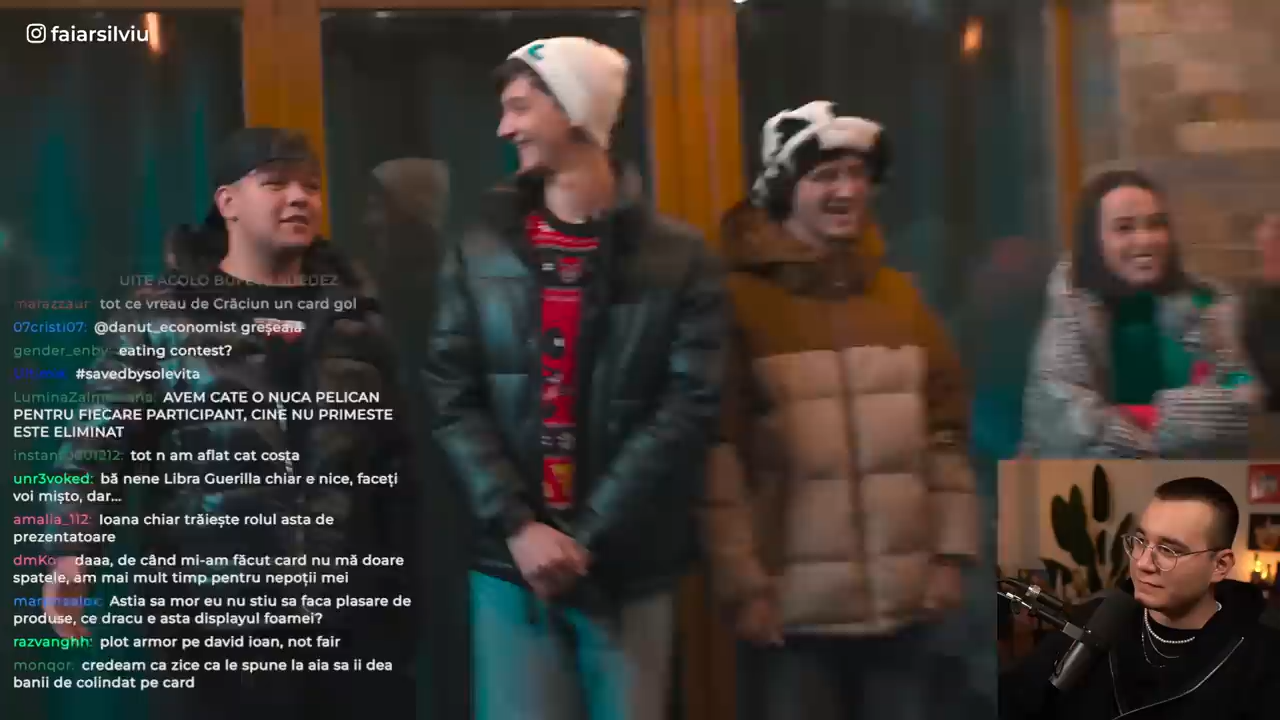 faiarsilviu
UITE ACOLO
marazzaur: tot ce vreau de Crăciun un card gol
07cristi07: @danut_economist greșeala
gender_enby: eating contest?
#savedbysolevita
AVEM CATE O NUCA PELICAN
PENTRU FIECARE PARTICIPANT, CINE NU PRIMESTE
ESTE ELIMINAT
tot n am aflat cat costa
unr3voked: bă nene Libra Guerilla chiar e nice, faceți
voi mișto, dar...
amalia_112: Ioana chiar trăiește rolul asta de
prezentatoare
daaa, de când mi-am făcut card nu mă doare
spatele, am mai mult timp pentru nepoții mei
Astia sa mor eu nu stiu sa faca plasare de
produse, ce dracu e asta displayul foamei?
razvanghh: plot armor pe david ioan, not fair
monqor: credeam ca zice ca le spune la aia sa ii dea
banii de colindat pe card